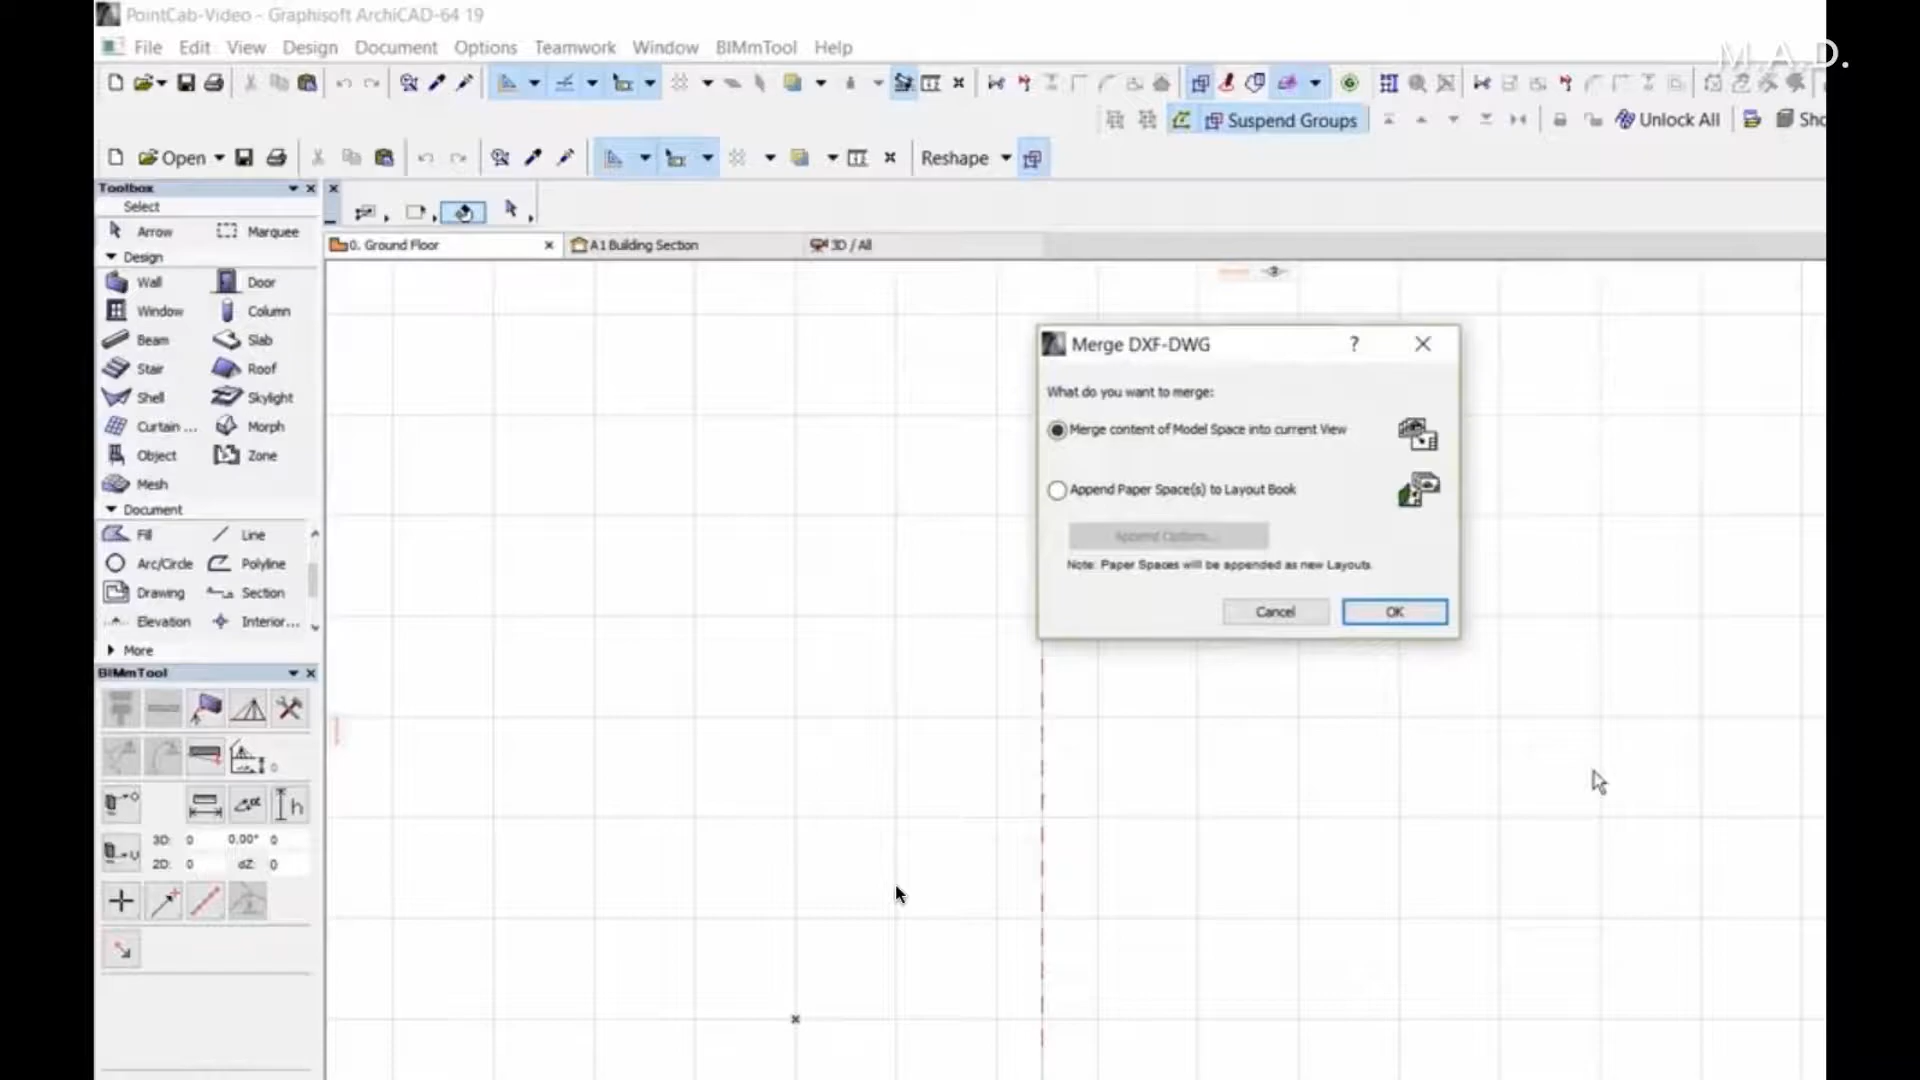 PointCab-Video - Graphisoft ArchiCAD-64 19
M.A.D.
File Edit View Design Document Options Teamwork Window BIMmTool Help
Suspend Groups Unlock All
Open Reshape
Toolbox
Select
Arrow Marquee
0. Ground Floor A1 Building Section 3D / All
Design
Wall Door
Window Column
Beam Slab
Stair Roof
Shell Skylight
Curtain ... Morph
Object Zone
Mesh
Document
Fill Line
Arc/Circle Polyline
Drawing Section
Elevation Interior...
More
Merge DXF-DWG ?
What do you want to merge:
Merge content of Model Space into current View
Append Paper Space(s) to Layout Book
Append Options...
Note: Paper Spaces will be appended as new Layouts.
Cancel OK
BIMmTool
0
h
3D: 0 0.00° 0
2D: 0 dZ: 0